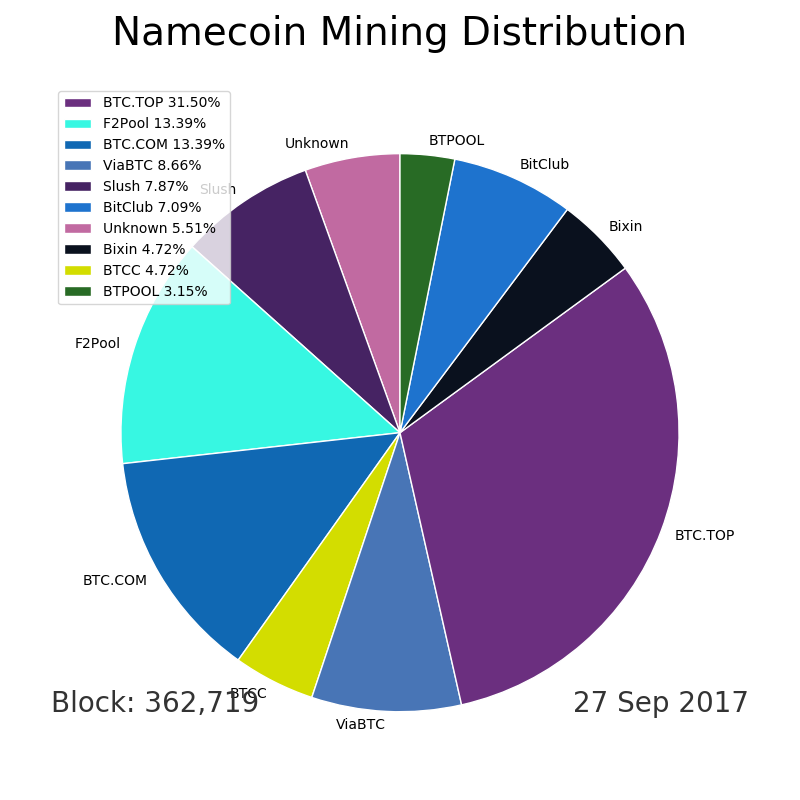 Namecoin Mining Distribution
BTC.TOP 31.50%
F2Pool 13.39%
BTC.COM 13.39%
ViaBTC 8.66%
Slush 7.87%
BitClub 7.09%
Unknown 5.51%
Bixin 4.72%
BTCC 4.72%
BTPOOL 3.15%
BTPOOL
BitClub
Bixin
BTC.TOP
ViaBTC
BTCC
BTC.COM
F2Pool
Slush
Unknown
Block: 362,719
27 Sep 2017